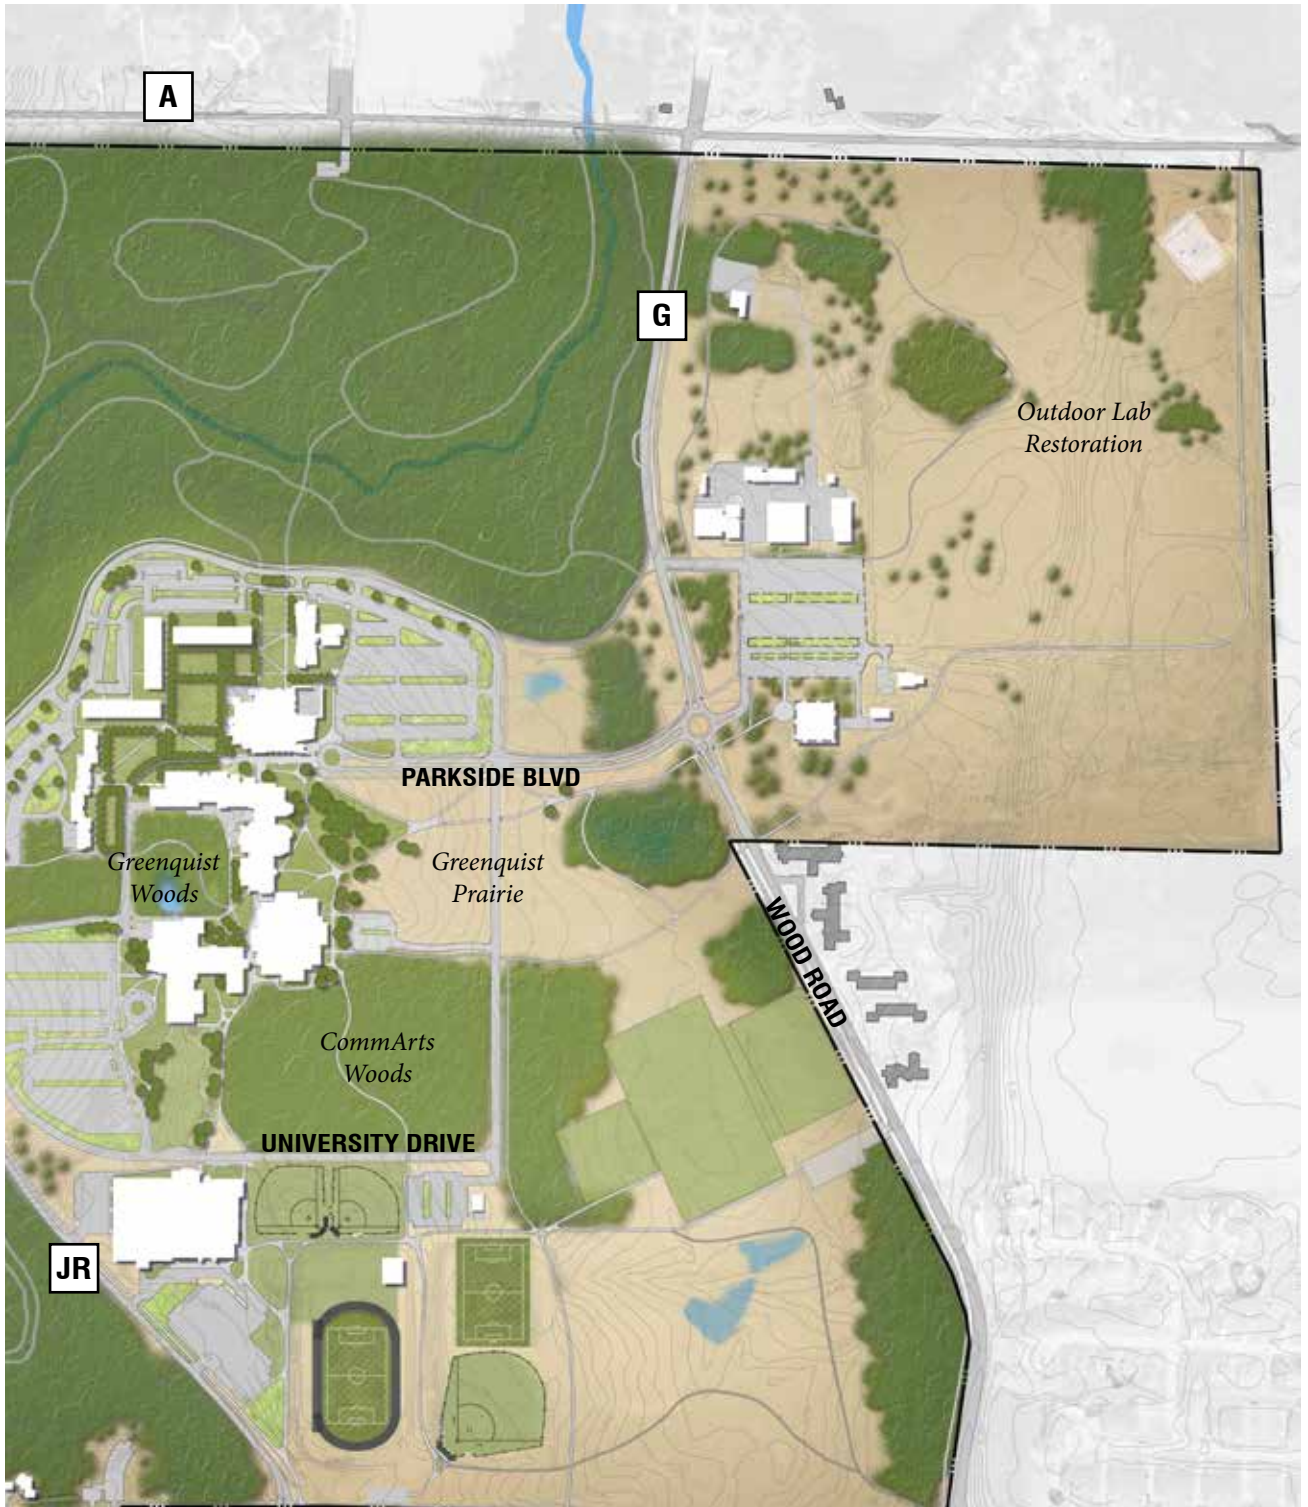 A
G
Outdoor Lab
Restoration
PARKSIDE BLVD
Greenquist
Woods
Greenquist
Prairie
WOOD ROAD
CommArts
Woods
UNIVERSITY DRIVE
JR